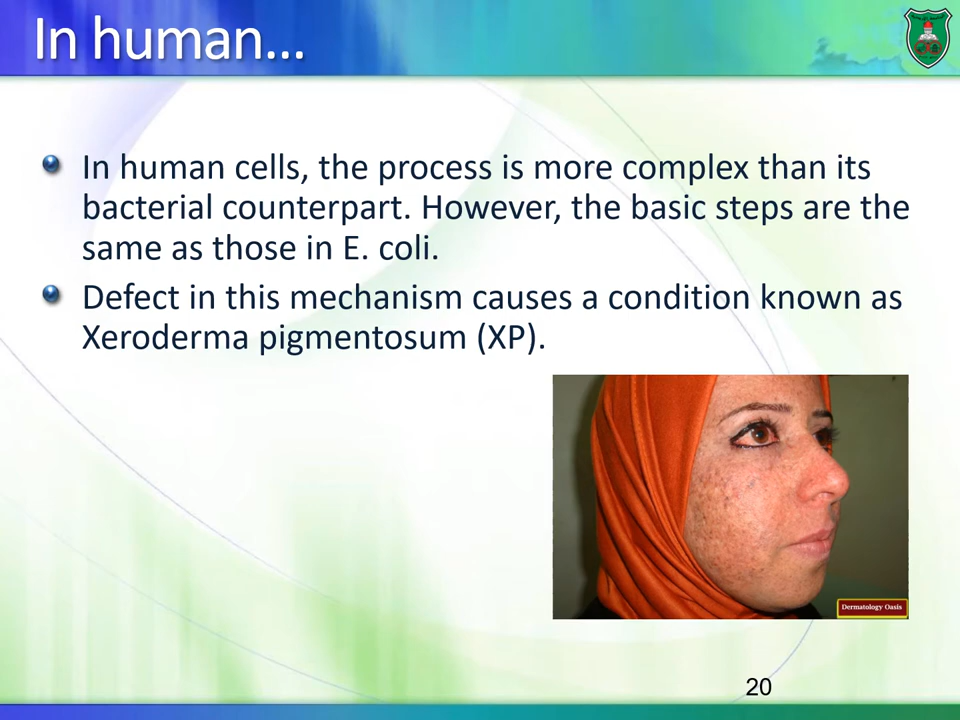 In human...
In human cells, the process is more complex than its
bacterial counterpart. However, the basic steps are the
same as those in E. coli.
Defect in this mechanism causes a condition known as
Xeroderma pigmentosum (XP).
Dermatology Oasis
20